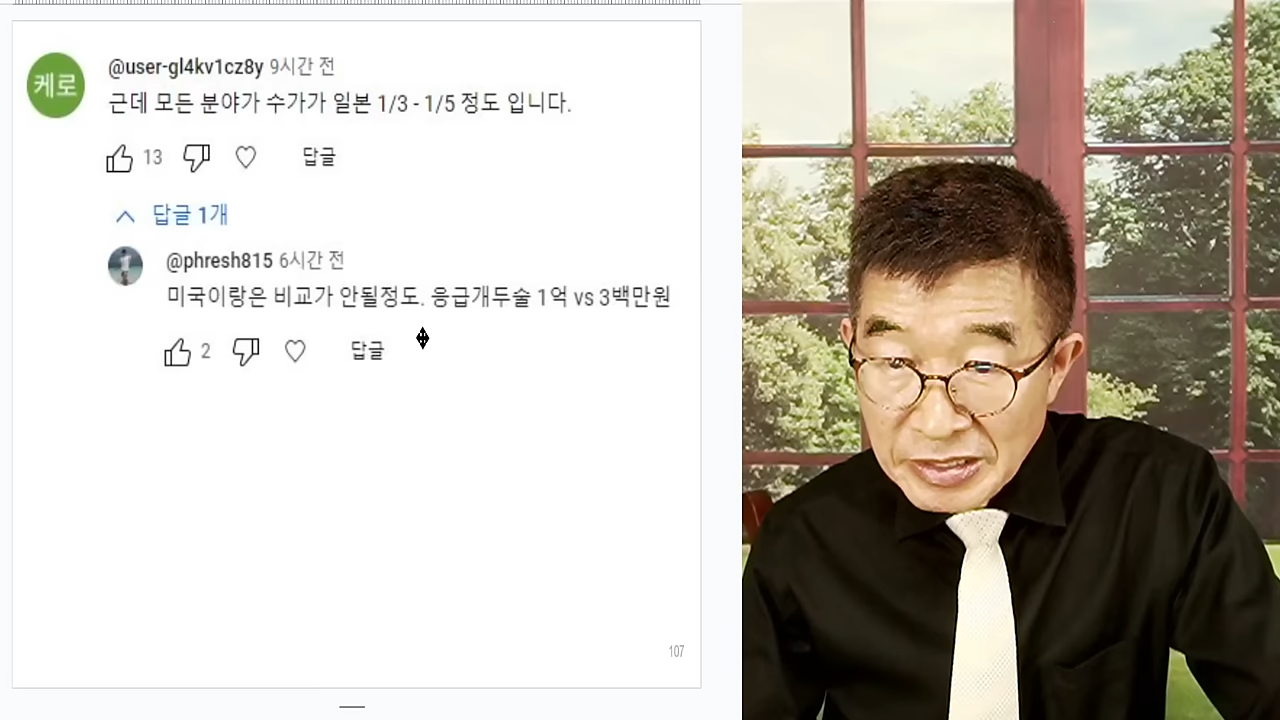 케로
@user-gl4kv1cz8y 9시간 전
근데 모든 분야가 수가가 일본 1/3 - 1/5 정도 입니다.
13 답글
답글 1개
@phresh815 6시간 전
미국이랑은 비교가 안될정도. 응급개두술 1억 vs 3백만원
2 답글
107